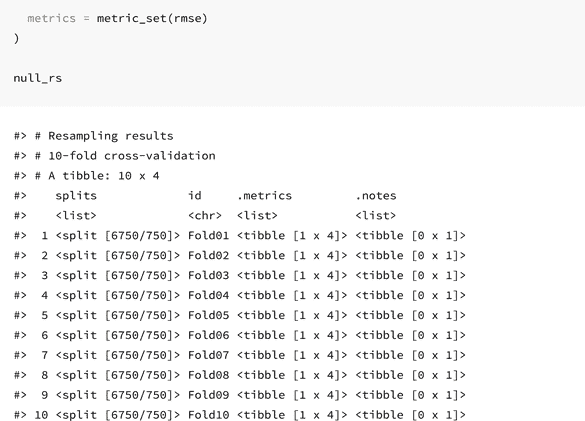 metrics = metric_set(rmse)
)
null_rs
#> # Resampling results
#> # 10-fold cross-validation
#> # A tibble: 10 x 4
#>    splits             id     .metrics         .notes
#>    <list>             <chr>  <list>           <list>
#>  1 <split [6750/750]> Fold01 <tibble [1 x 4]> <tibble [0 x 1]>
#>  2 <split [6750/750]> Fold02 <tibble [1 x 4]> <tibble [0 x 1]>
#>  3 <split [6750/750]> Fold03 <tibble [1 x 4]> <tibble [0 x 1]>
#>  4 <split [6750/750]> Fold04 <tibble [1 x 4]> <tibble [0 x 1]>
#>  5 <split [6750/750]> Fold05 <tibble [1 x 4]> <tibble [0 x 1]>
#>  6 <split [6750/750]> Fold06 <tibble [1 x 4]> <tibble [0 x 1]>
#>  7 <split [6750/750]> Fold07 <tibble [1 x 4]> <tibble [0 x 1]>
#>  8 <split [6750/750]> Fold08 <tibble [1 x 4]> <tibble [0 x 1]>
#>  9 <split [6750/750]> Fold09 <tibble [1 x 4]> <tibble [0 x 1]>
#> 10 <split [6750/750]> Fold10 <tibble [1 x 4]> <tibble [0 x 1]>